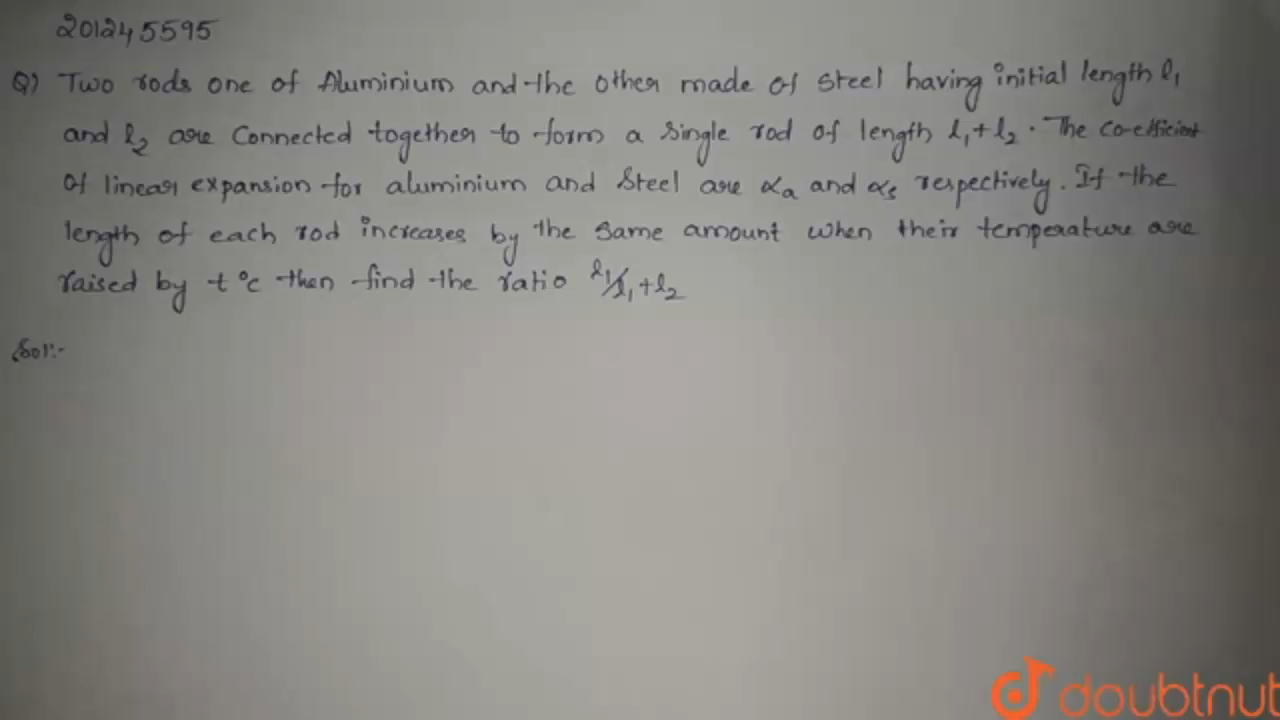 201245595
Q) Two rods one of Aluminium and the other made of steel having initial length l₁
and l₂ are connected together to form a single rod of length l₁+l₂. The co-efficient
of linear expansion for aluminium and steel are αₐ and αₛ respectively. If the
length of each rod increases by the same amount when their temperature are
raised by t°c then find the ratio l₁/l₁+l₂
Sol:-
doubtnut